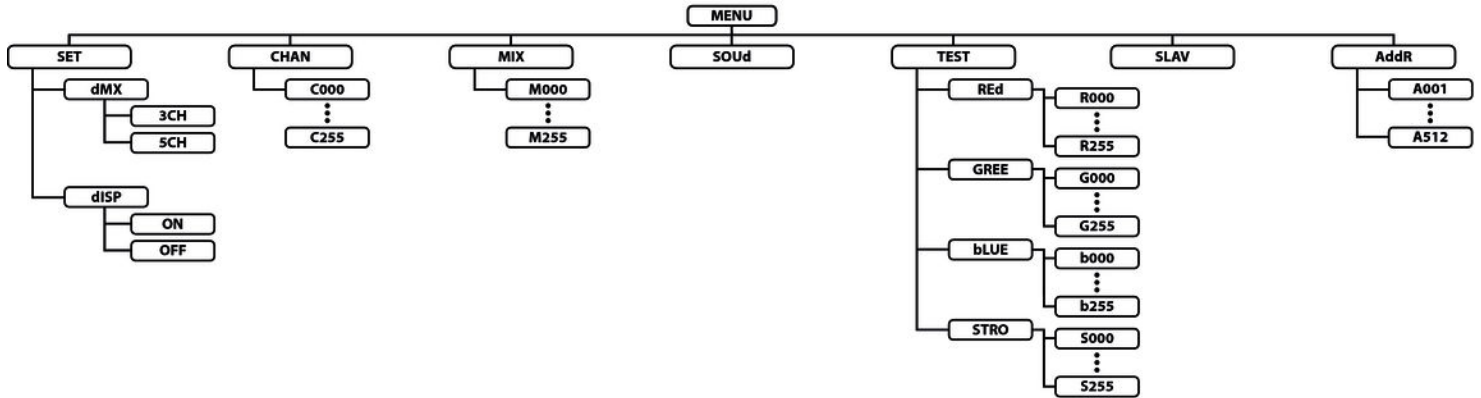 MENU
SET
CHAN
MIX
SOUd
TEST
SLAV
AddR
dMX
3CH
5CH
dISP
ON
OFF
C000
C255
M000
M255
REd
R000
R255
GREE
G000
G255
bLUE
b000
b255
STRO
S000
S255
A001
A512